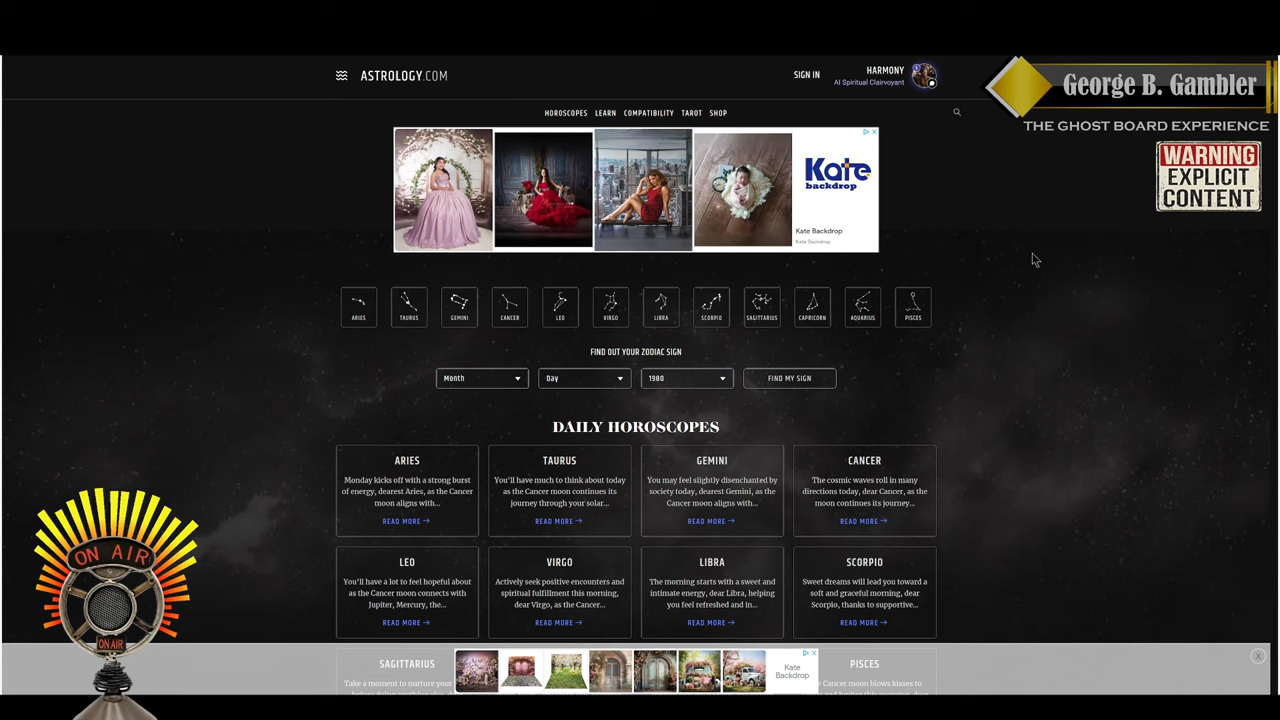 ASTROLOGY.COM
SIGN IN
HARMONY
AI Spiritual Clairvoyant
George B. Gambler
THE GHOST BOARD EXPERIENCE
WARNING
EXPLICIT
CONTENT
HOROSCOPES LEARN COMPATIBILITY TAROT SHOP
Kate
backdrop
Kate Backdrop
Kate Backdrop
ARIES TAURUS GEMINI CANCER LEO VIRGO LIBRA SCORPIO SAGITTARIUS CAPRICORN AQUARIUS PISCES
FIND OUT YOUR ZODIAC SIGN
Month Day 1980 FIND MY SIGN
DAILY HOROSCOPES
ARIES
Monday kicks off with a strong burst
of energy, dearest Aries, as the Cancer
moon aligns with...
READ MORE
TAURUS
You'll have much to think about today
as the Cancer moon continues its
journey through your solar...
READ MORE
GEMINI
You may feel slightly disenchanted by
society today, dearest Gemini, as the
Cancer moon aligns with...
READ MORE
CANCER
The cosmic waves roll in many
directions today, dear Cancer, as the
moon continues its journey...
READ MORE
LEO
You'll have a lot to feel hopeful about
as the Cancer moon connects with
Jupiter, Mercury, the...
READ MORE
VIRGO
Actively seek positive encounters and
spiritual fulfillment this morning,
dear Virgo, as the Cancer...
READ MORE
LIBRA
The morning starts with a sweet and
intimate energy, dear Libra, helping
you feel refreshed and in...
READ MORE
SCORPIO
Sweet dreams will lead you toward a
soft and graceful morning, dear
Scorpio, thanks to supportive...
READ MORE
SAGITTARIUS
Take a moment to nurture your
PISCES
Cancer moon blows kisses to
Kate
Backdrop
ON AIR
ON AIR